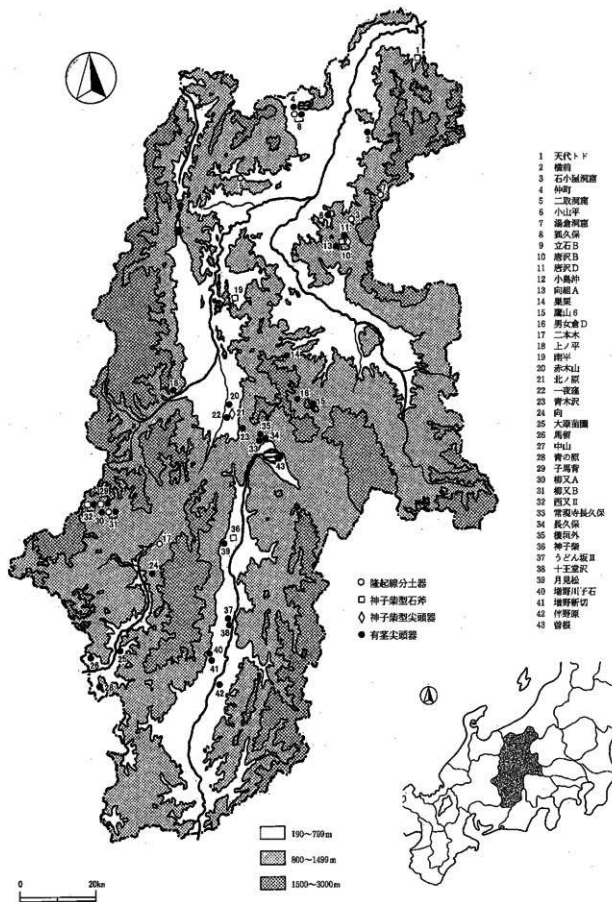 1 天代トド
2 横前
3 石小屋洞窟
4 仲町
5 二取洞窟
6 小山平
7 湯倉洞窟
8 狐久保
9 立石B
10 唐沢B
11 唐沢D
12 小島沖
13 向組A
14 巣栗
15 鷹山6
16 男女倉D
17 二本木
18 上ノ平
19 南平
20 赤木山
21 北ノ原
22 一夜窪
23 青木沢
24 向
25 大原苗圃
26 馬留
27 中山
28 青の原
29 子馬背
30 柳又A
31 柳又B
32 西又Ⅱ
33 常現寺長久保
34 長久保
35 榎垣外
36 神子柴
37 うどん坂Ⅱ
38 十王堂沢
39 月見松
40 増野川子石
41 増野新切
42 伴野原
43 曽根
○ 隆起線分土器
□ 神子柴型石斧
◇ 神子柴型尖頭器
● 有茎尖頭器
190〜799m
800〜1499m
1500〜3000m
0 20km